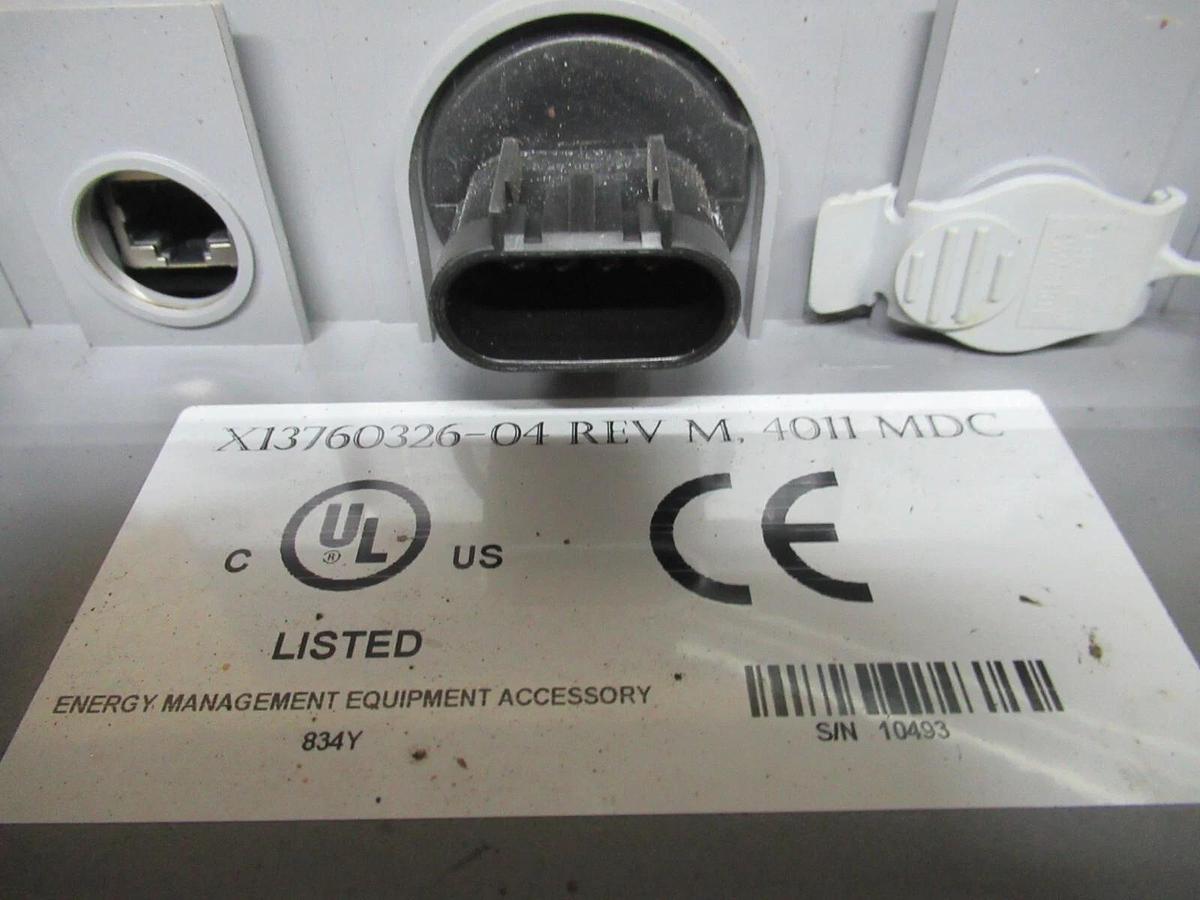 X13760326-04 REV M, 4011 MDC
C UL ® US
CE
LISTED
ENERGY MANAGEMENT EQUIPMENT ACCESSORY
834Y
S/N 10493